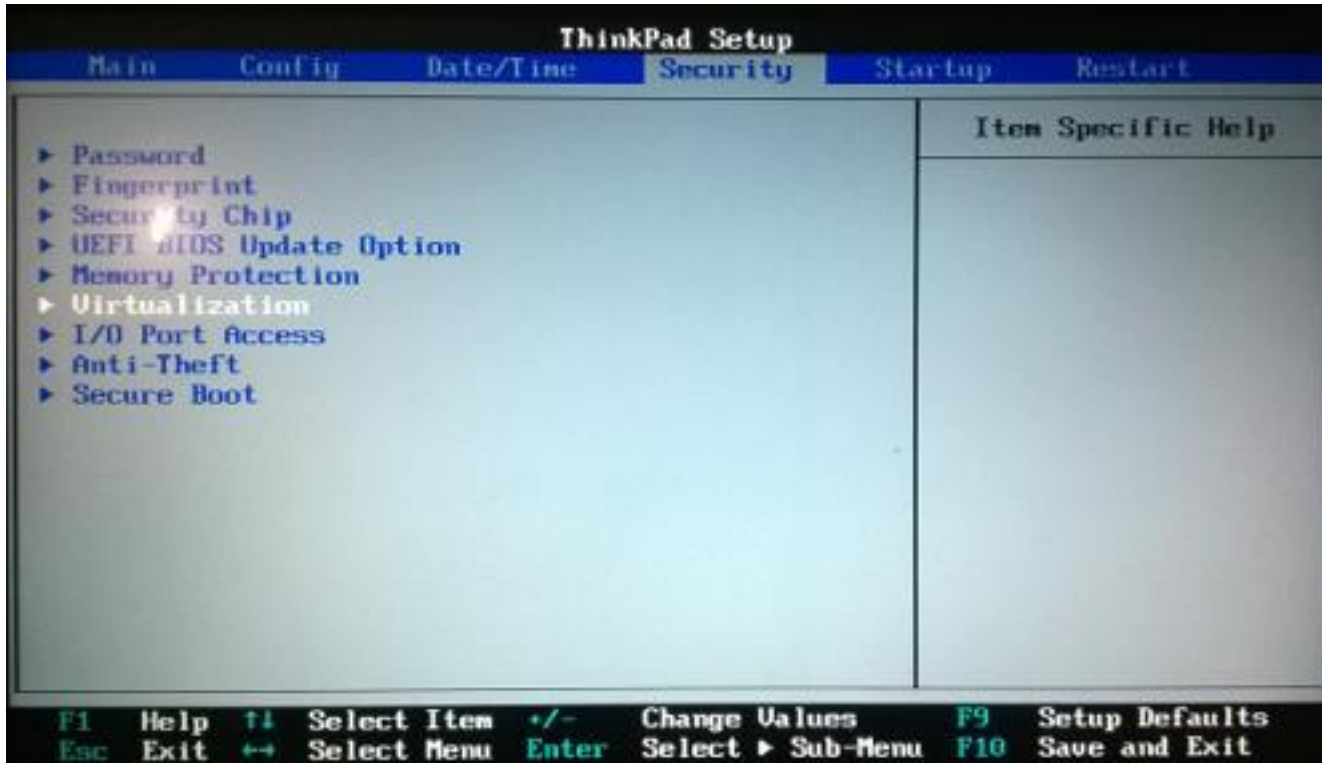 ThinkPad Setup
Main Config Date/Time Security Startup Restart
Item Specific Help
▶ Password
▶ Fingerprint
▶ Security Chip
▶ UEFI BIOS Update Option
▶ Memory Protection
▶ Virtualization
▶ I/O Port Access
▶ Anti-Theft
▶ Secure Boot
F1 Help ↑↓ Select Item +/- Change Values F9 Setup Defaults
Esc Exit ←→ Select Menu Enter Select ▶ Sub-Menu F10 Save and Exit